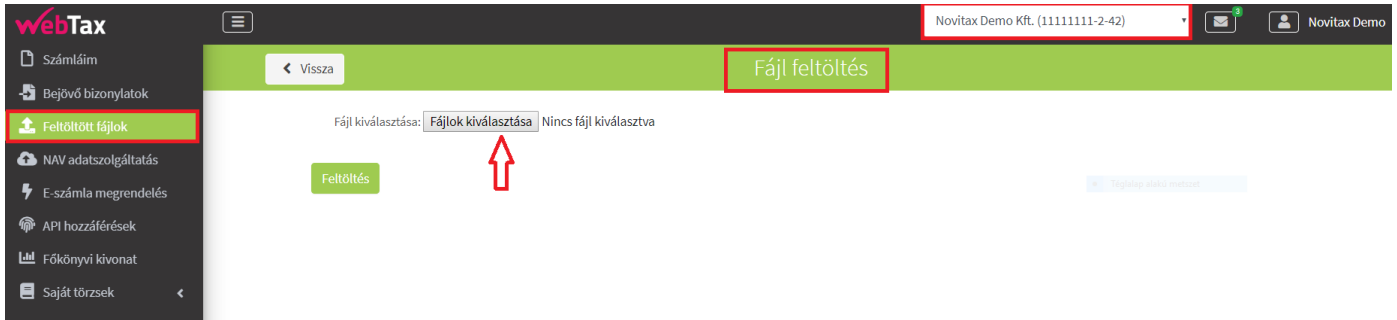 webTax
Novitax Demo Kft. (11111111-2-42)
3
Novitax Demo
Számláim
Bejövő bizonylatok
Feltöltött fájlok
NAV adatszolgáltatás
E-számla megrendelés
API hozzáférések
Főkönyvi kivonat
Saját törzsek
Vissza
Fájl feltöltés
Fájl kiválasztása: Fájlok kiválasztása Nincs fájl kiválasztva
Feltöltés